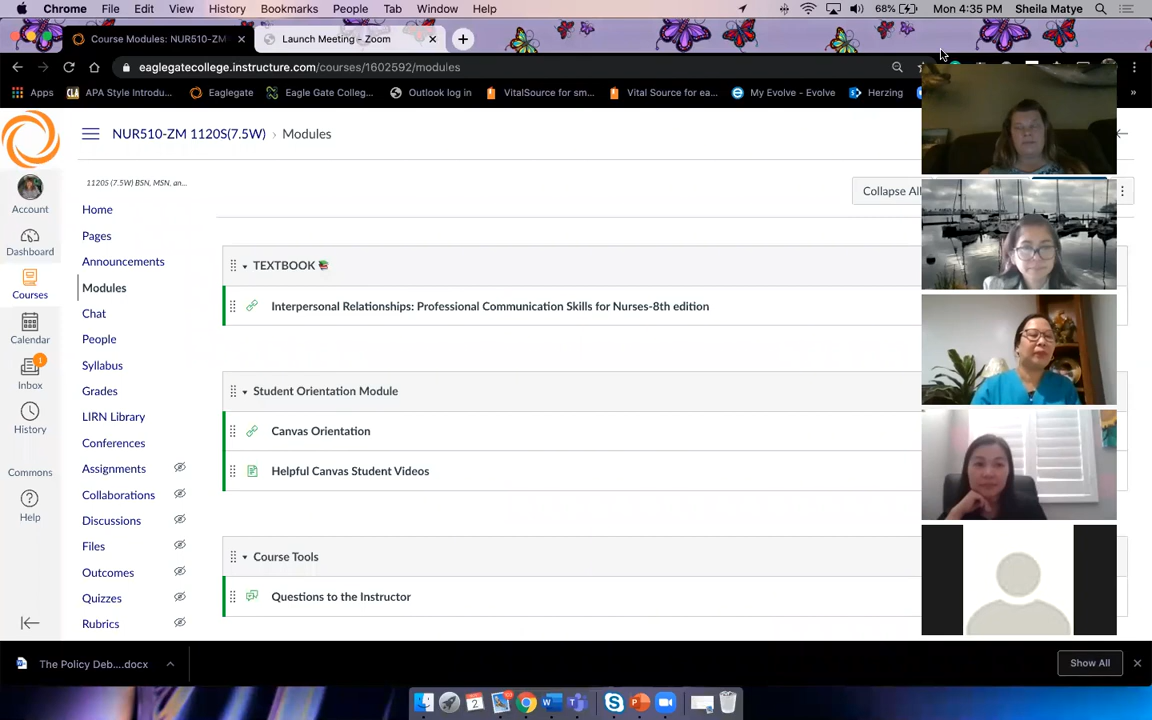 Chrome File Edit View History Bookmarks People Tab Window Help 68% Mon 4:35 PM Sheila Matye
Course Modules: NUR510-ZM Launch Meeting - Zoom
eaglegatecollege.instructure.com/courses/1602592/modules
Apps APA Style Introdu... Eaglegate Eagle Gate Colleg... Outlook log in VitalSource for sm... Vital Source for ea... My Evolve - Evolve Herzing
NUR510-ZM 1120S(7.5W) › Modules
1120S (7.5W) BSN, MSN, an...
Collapse All
Account
Dashboard
Courses
Calendar
1
Inbox
History
Commons
Help
Home
Pages
Announcements
Modules
Chat
People
Syllabus
Grades
LIRN Library
Conferences
Assignments
Collaborations
Discussions
Files
Outcomes
Quizzes
Rubrics
TEXTBOOK
Interpersonal Relationships: Professional Communication Skills for Nurses-8th edition
Student Orientation Module
Canvas Orientation
Helpful Canvas Student Videos
Course Tools
Questions to the Instructor
The Policy Deb....docx
Show All